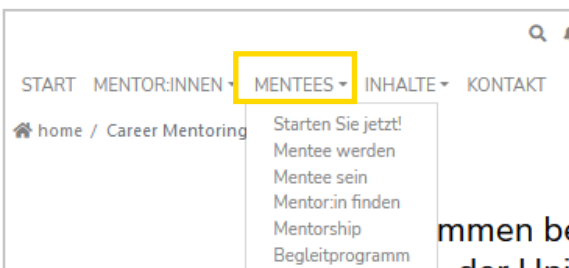 START MENTOR:INNEN MENTEES INHALTE KONTAKT
home / Career Mentoring
Starten Sie jetzt!
Mentee werden
Mentee sein
Mentor:in finden
Mentorship
Begleitprogramm